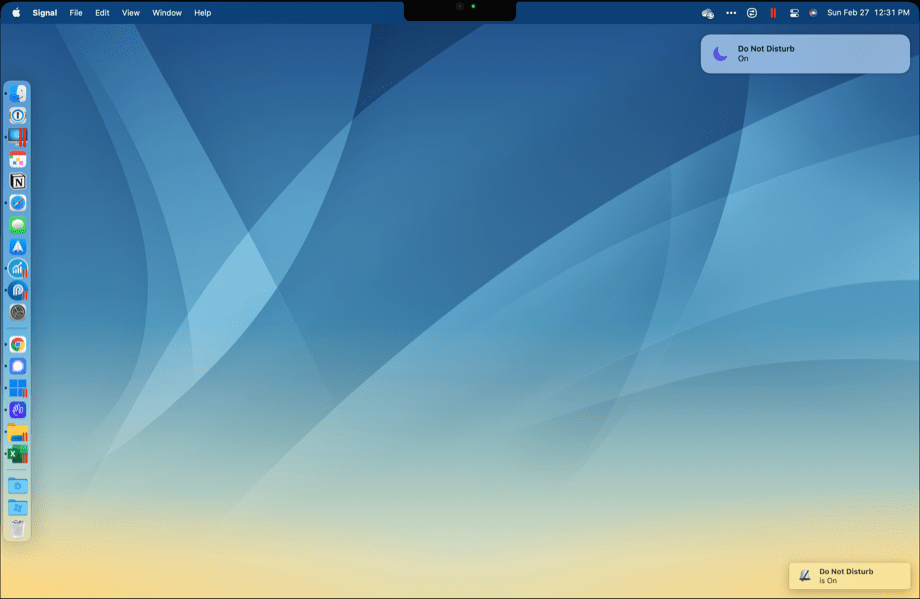 Signal File Edit View Window Help
Sun Feb 27 12:31 PM
Do Not Disturb
On
N
X
Do Not Disturb
is On